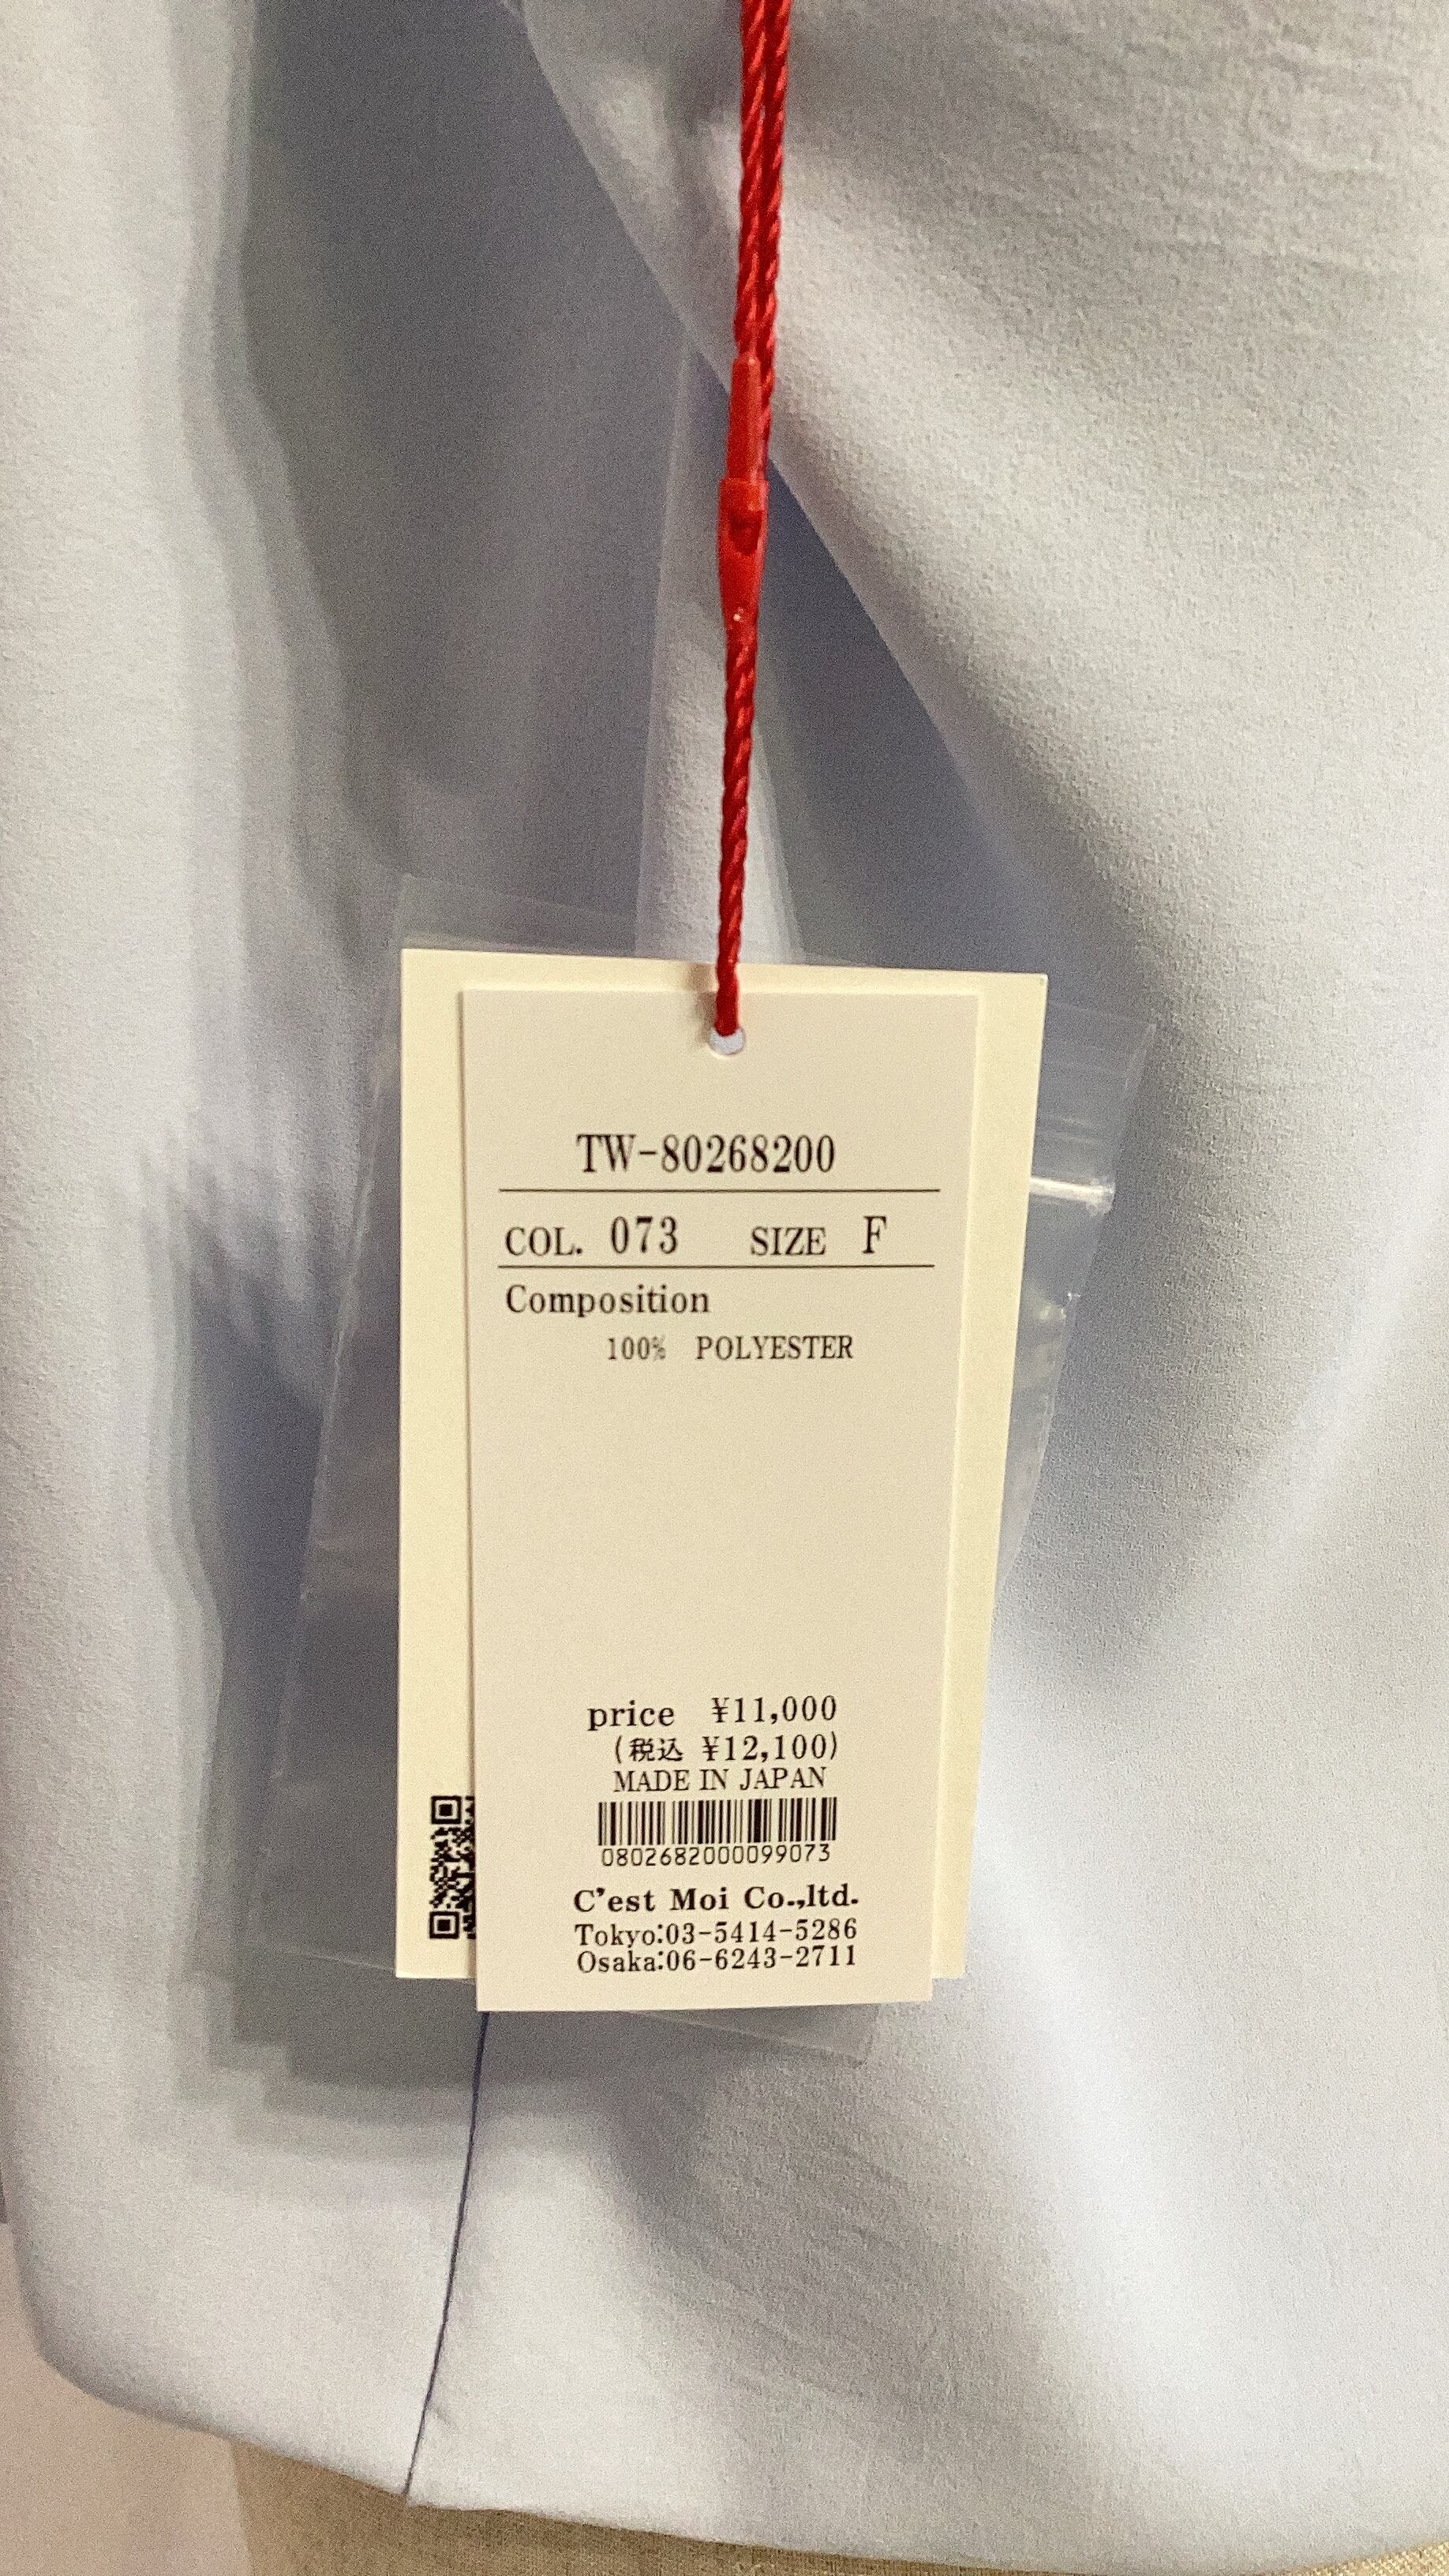 TW-80268200
COL. 073 SIZE F
Composition
100% POLYESTER
price ¥11,000
(税込 ¥12,100)
MADE IN JAPAN
0802682000099073
C'est Moi Co.,ltd.
Tokyo:03-5414-5286
Osaka:06-6243-2711